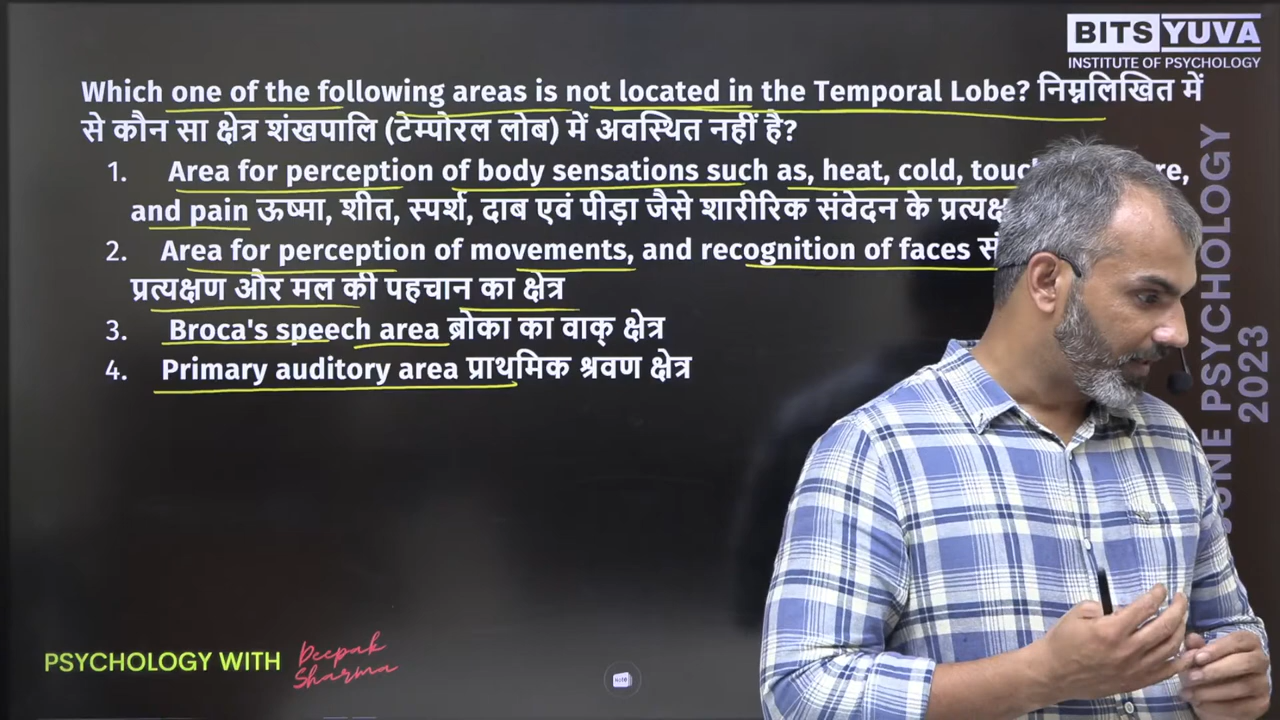 BITS YUVA
INSTITUTE OF PSYCHOLOGY
Which one of the following areas is not located in the Temporal Lobe? निम्नलिखित में
से कौन सा क्षेत्र शंखपालि (टेम्पोरल लोब) में अवस्थित नहीं है?
1. Area for perception of body sensations such as, heat, cold,
and pain ऊष्मा, शीत, स्पर्श, दाब एवं पीड़ा जैसे शारीरिक संवेदन के
2. Area for perception of movements, and recognition of faces
प्रत्यक्षण और मल की पहचान का क्षेत्र
3. Broca's speech area ब्रोका का वाक् क्षेत्र
4. Primary auditory area प्राथमिक श्रवण क्षेत्र
PSYCHOLOGY WITH Deepak
Sharma
JUNE PSYCHOLOGY
2023